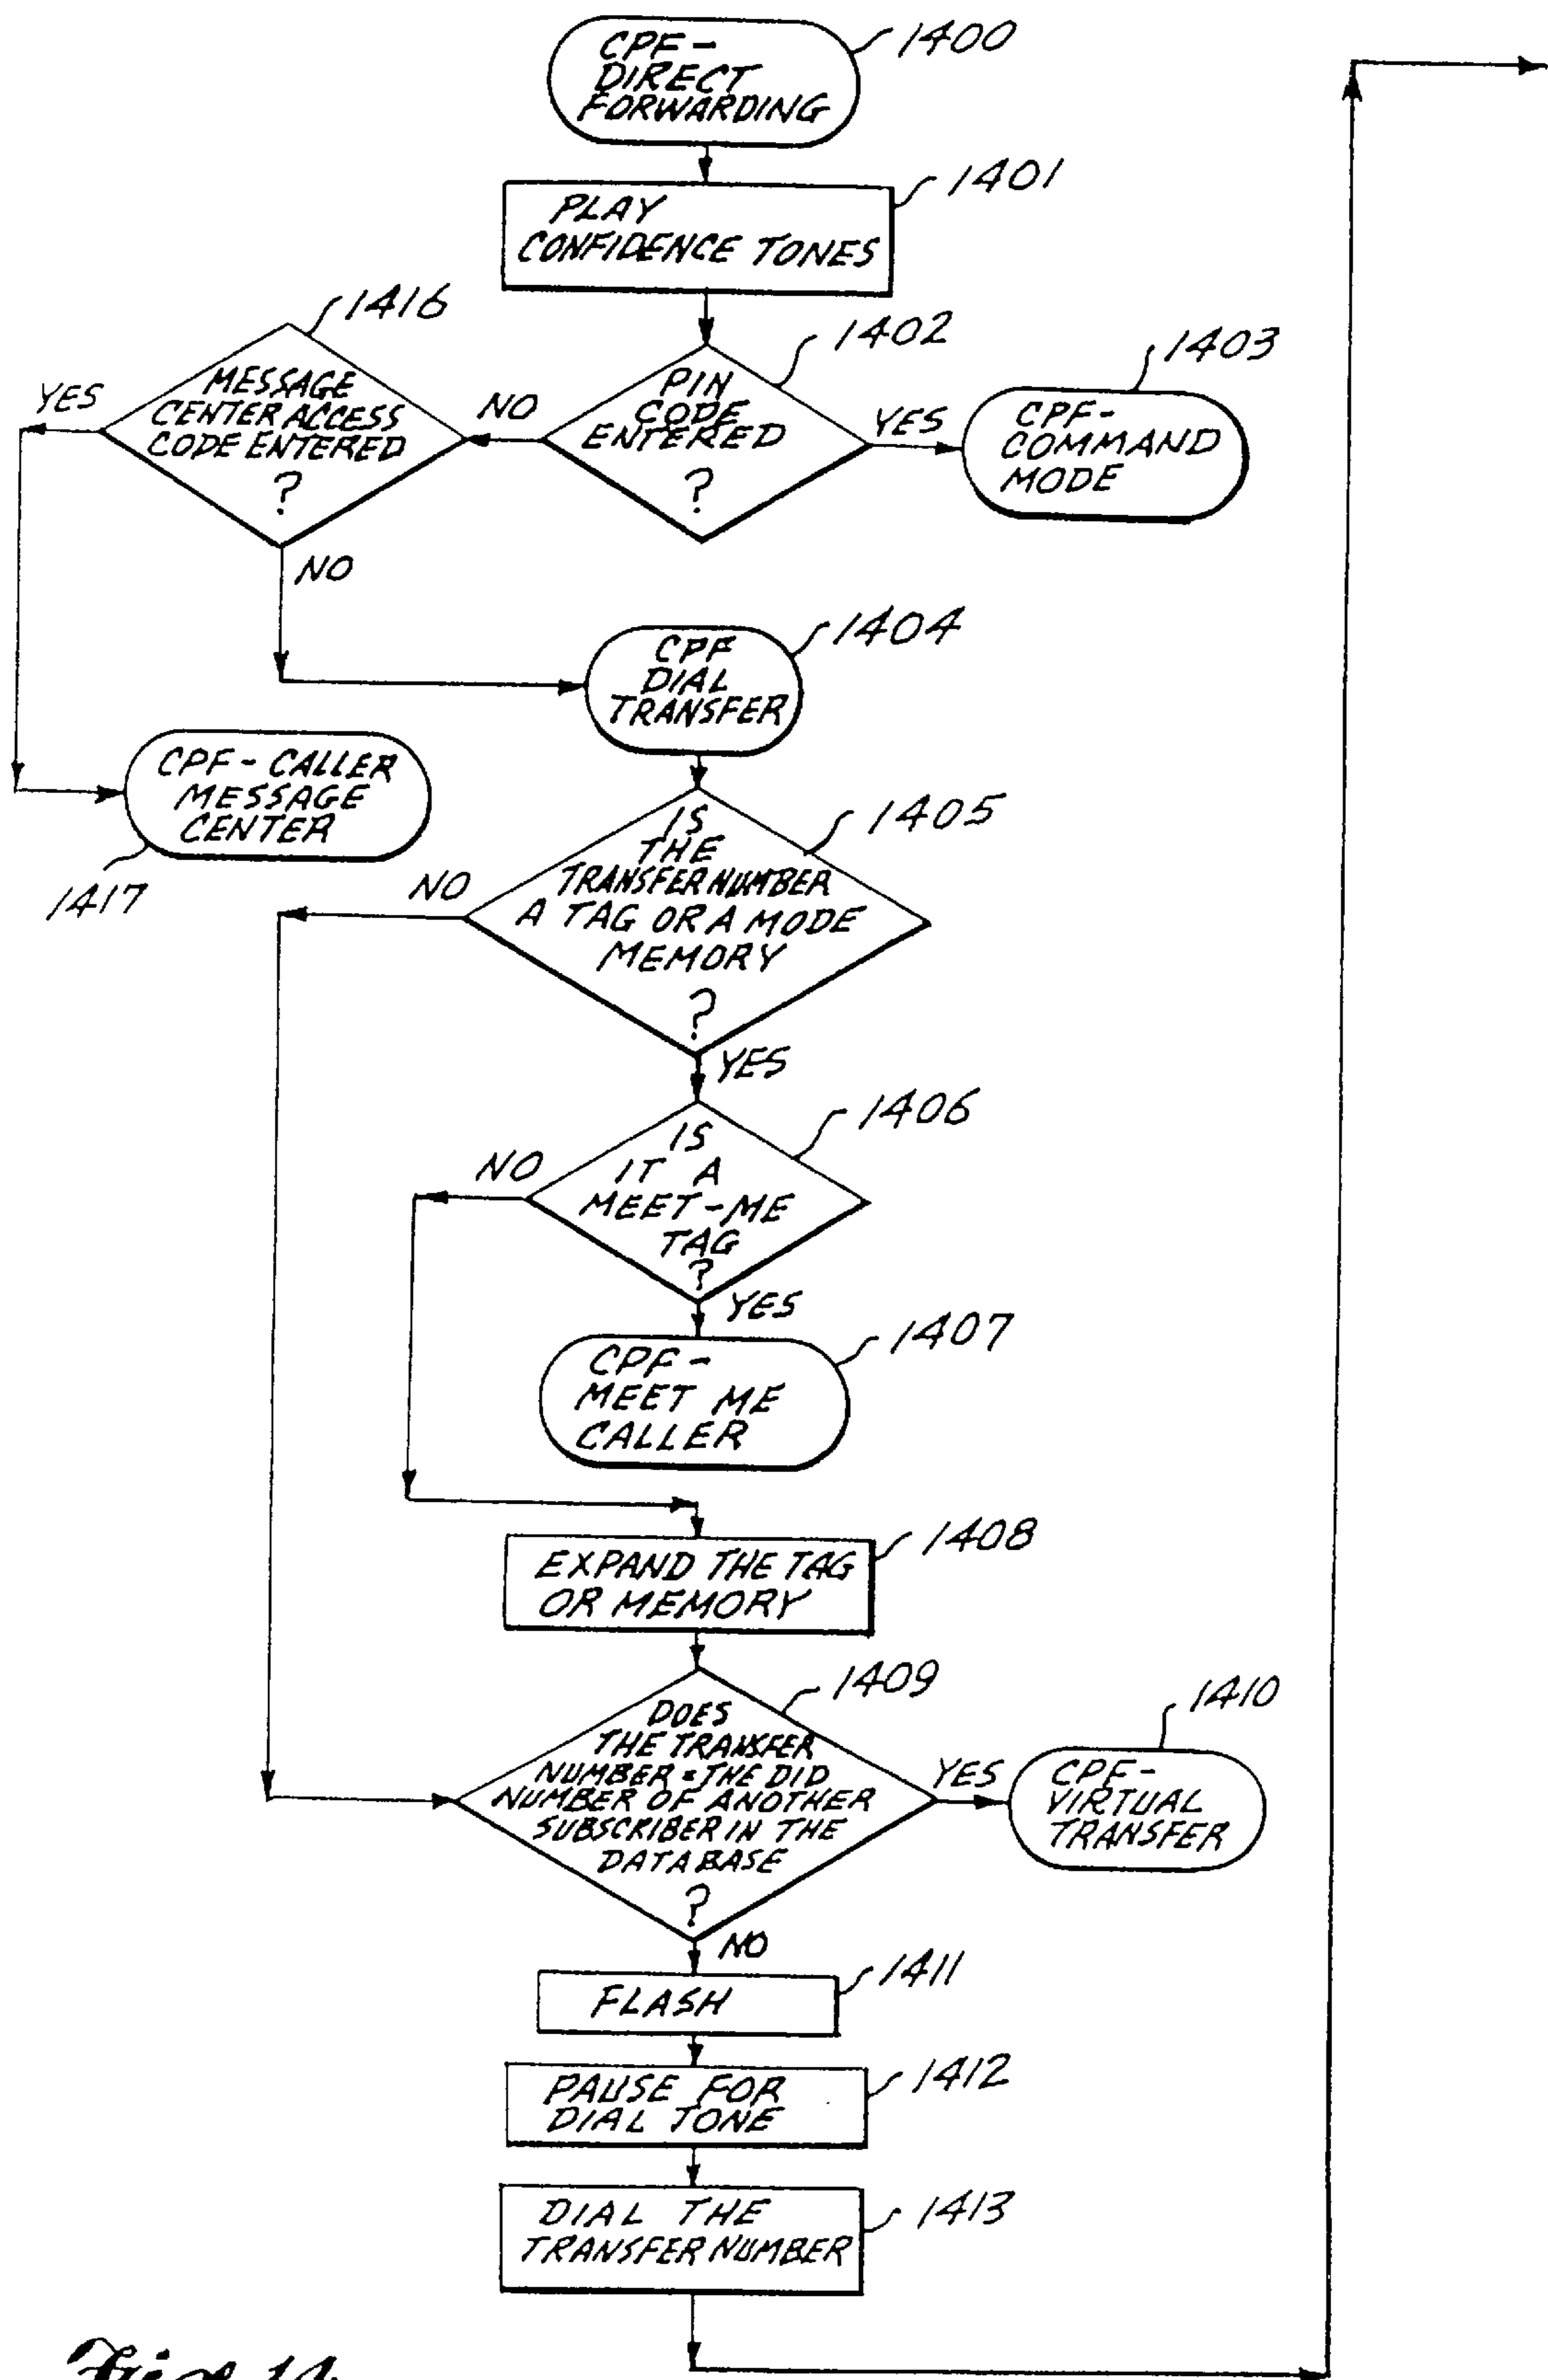 CPF-
DIRECT
FORWARDING
1400
PLAY
CONFIDENCE TONES
1401
PIN
CODE
ENTERED
?
1402
YES
CPF-
COMMAND
MODE
1403
NO
MESSAGE
CENTER ACCESS
CODE ENTERED
?
1416
YES
NO
CPF
DIAL
TRANSFER
1404
CPF-CALLER
MESSAGE
CENTER
1417
IS
THE
TRANSFER NUMBER
A TAG OR A MODE
MEMORY
?
1405
NO
YES
IS
IT A
MEET-ME
TAG
?
1406
NO
YES
CPF-
MEET ME
CALLER
1407
EXPAND THE TAG
OR MEMORY
1408
DOES
THE TRANSFER
NUMBER = THE DID
NUMBER OF ANOTHER
SUBSCRIBER IN THE
DATABASE
?
1409
YES
CPF-
VIRTUAL
TRANSFER
1410
NO
FLASH
1411
PAUSE FOR
DIAL TONE
1412
DIAL THE
TRANSFER NUMBER
1413
Fig. 14